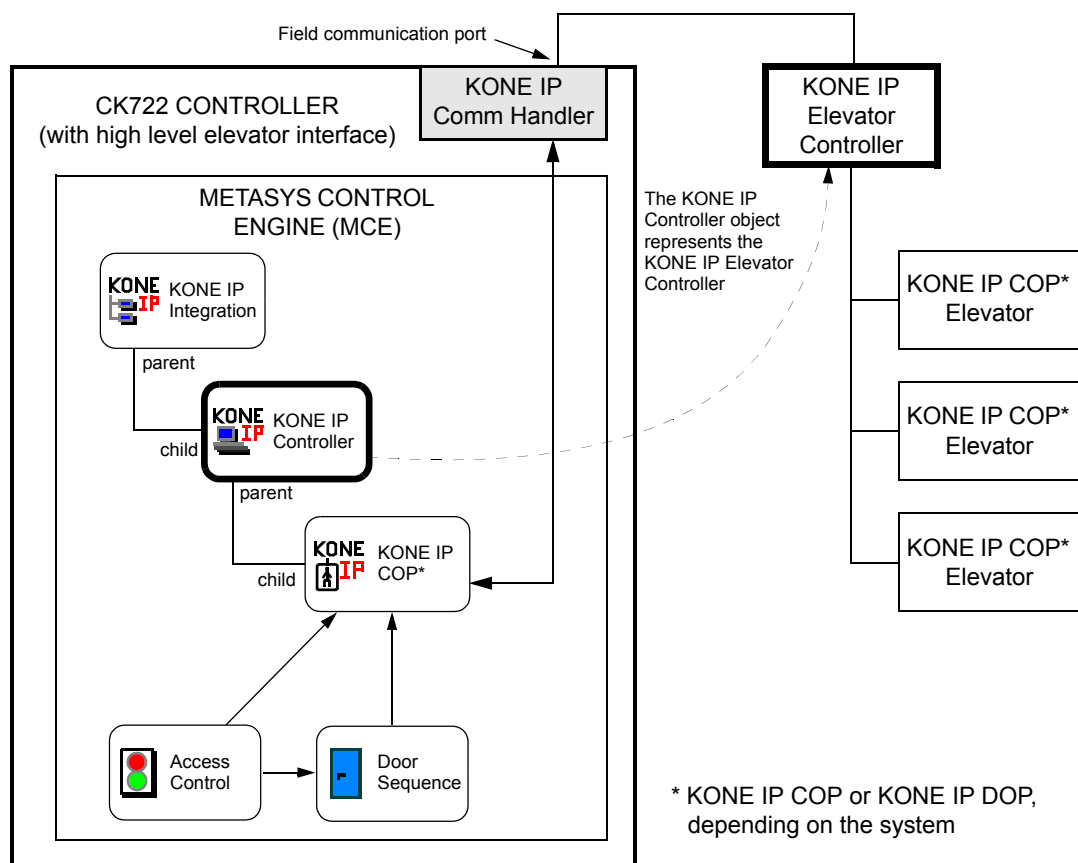 Field communication port
KONE IP
Comm Handler
CK722 CONTROLLER
(with high level elevator interface)
KONE IP
Elevator
Controller
METASYS CONTROL
ENGINE (MCE)
The KONE IP
Controller object
represents the
KONE IP Elevator
Controller
KONE
IP
KONE IP
Integration
parent
child
KONE
IP
KONE IP
Controller
parent
child
KONE
IP
KONE IP
COP*
KONE IP COP*
Elevator
KONE IP COP*
Elevator
KONE IP COP*
Elevator
Access
Control
Door
Sequence
* KONE IP COP or KONE IP DOP,
depending on the system